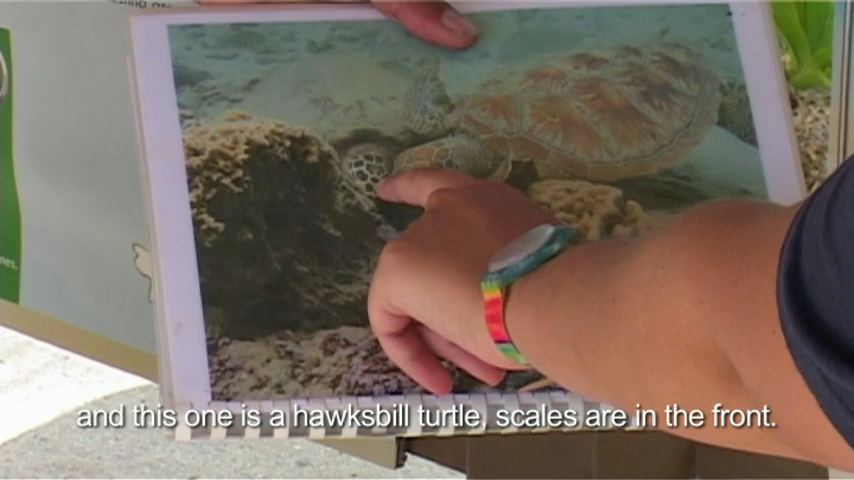 and this one is a hawksbill turtle, scales are in the front.